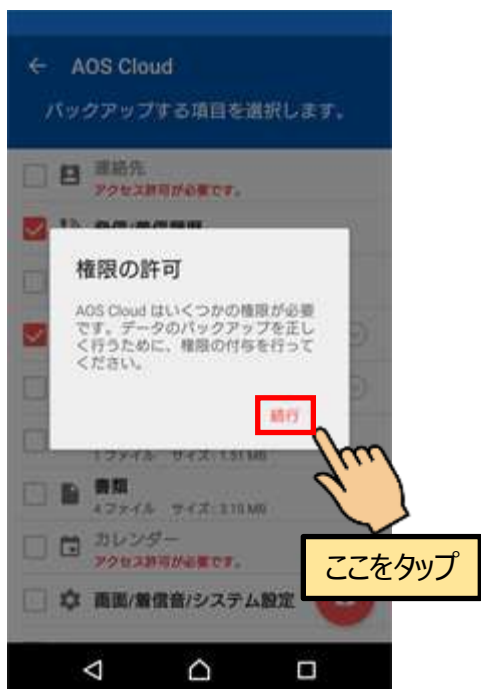 AOS Cloud
バックアップする項目を選択します。
連絡先
アクセス許可が必要です。
発信/着信履歴
権限の許可
AOS Cloud はいくつかの権限が必要
です。データのバックアップを正し
く行うために、権限の付与を行って
ください。
続行
1ファイル サイズ: 1.51 MB
書類
4ファイル サイズ: 3.10 MB
カレンダー
アクセス許可が必要です。
画面/着信音/システム設定
ここをタップ